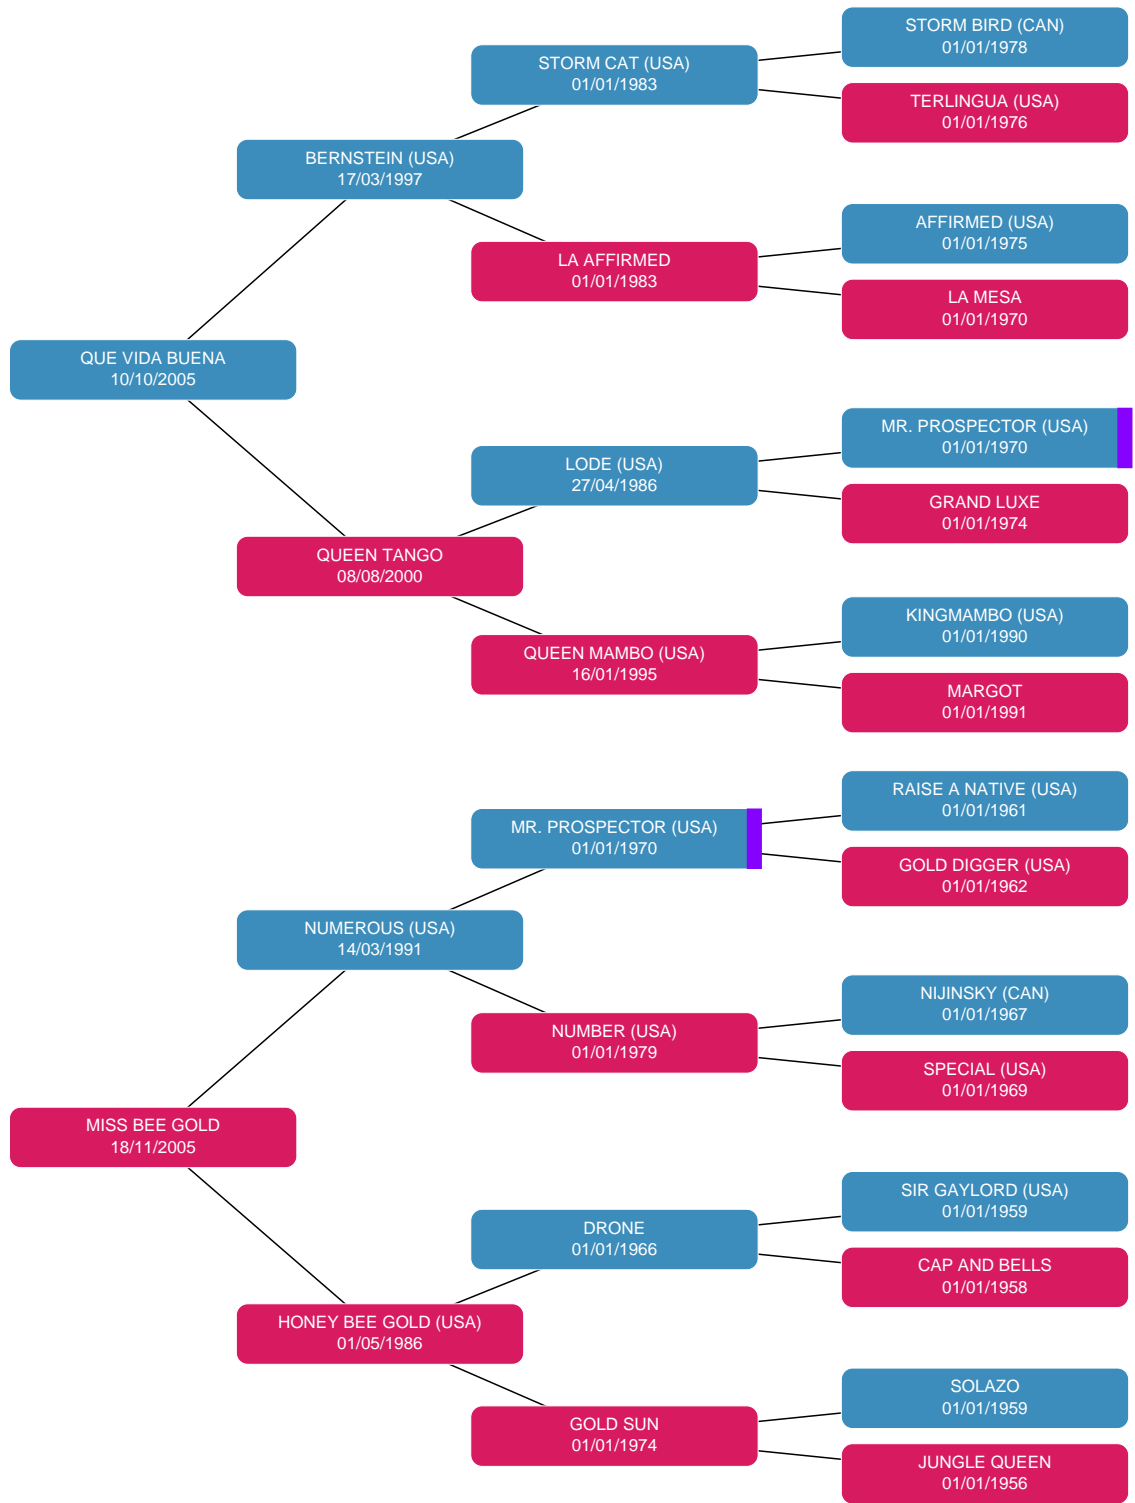 STORM BIRD (CAN)
01/01/1978
STORM CAT (USA)
01/01/1983
TERLINGUA (USA)
01/01/1976
BERNSTEIN (USA)
17/03/1997
AFFIRMED (USA)
01/01/1975
LA AFFIRMED
01/01/1983
LA MESA
01/01/1970
QUE VIDA BUENA
10/10/2005
MR. PROSPECTOR (USA)
01/01/1970
LODE (USA)
27/04/1986
GRAND LUXE
01/01/1974
QUEEN TANGO
08/08/2000
KINGMAMBO (USA)
01/01/1990
QUEEN MAMBO (USA)
16/01/1995
MARGOT
01/01/1991
RAISE A NATIVE (USA)
01/01/1961
MR. PROSPECTOR (USA)
01/01/1970
GOLD DIGGER (USA)
01/01/1962
NUMEROUS (USA)
14/03/1991
NIJINSKY (CAN)
01/01/1967
NUMBER (USA)
01/01/1979
SPECIAL (USA)
01/01/1969
MISS BEE GOLD
18/11/2005
SIR GAYLORD (USA)
01/01/1959
DRONE
01/01/1966
CAP AND BELLS
01/01/1958
HONEY BEE GOLD (USA)
01/05/1986
SOLAZO
01/01/1959
GOLD SUN
01/01/1974
JUNGLE QUEEN
01/01/1956